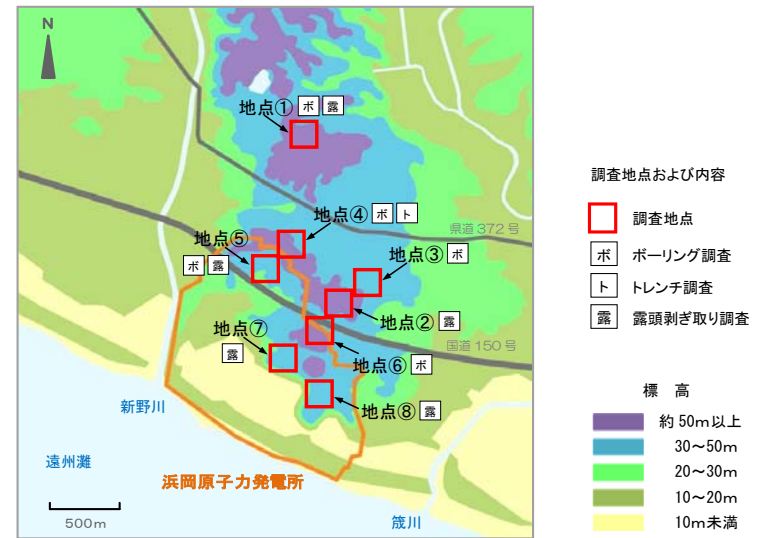 N
地点① ボ 露
地点④ ボ ト
県道372号
地点⑤
ボ 露
地点③ ボ
地点② 露
国道150号
地点⑦
露
地点⑥ ボ
地点⑧ 露
新野川
遠州灘
浜岡原子力発電所
500m
筬川
調査地点および内容
調査地点
ボ ボーリング調査
ト トレンチ調査
露 露頭剥ぎ取り調査
標 高
約50m以上
30～50m
20～30m
10～20m
10m未満